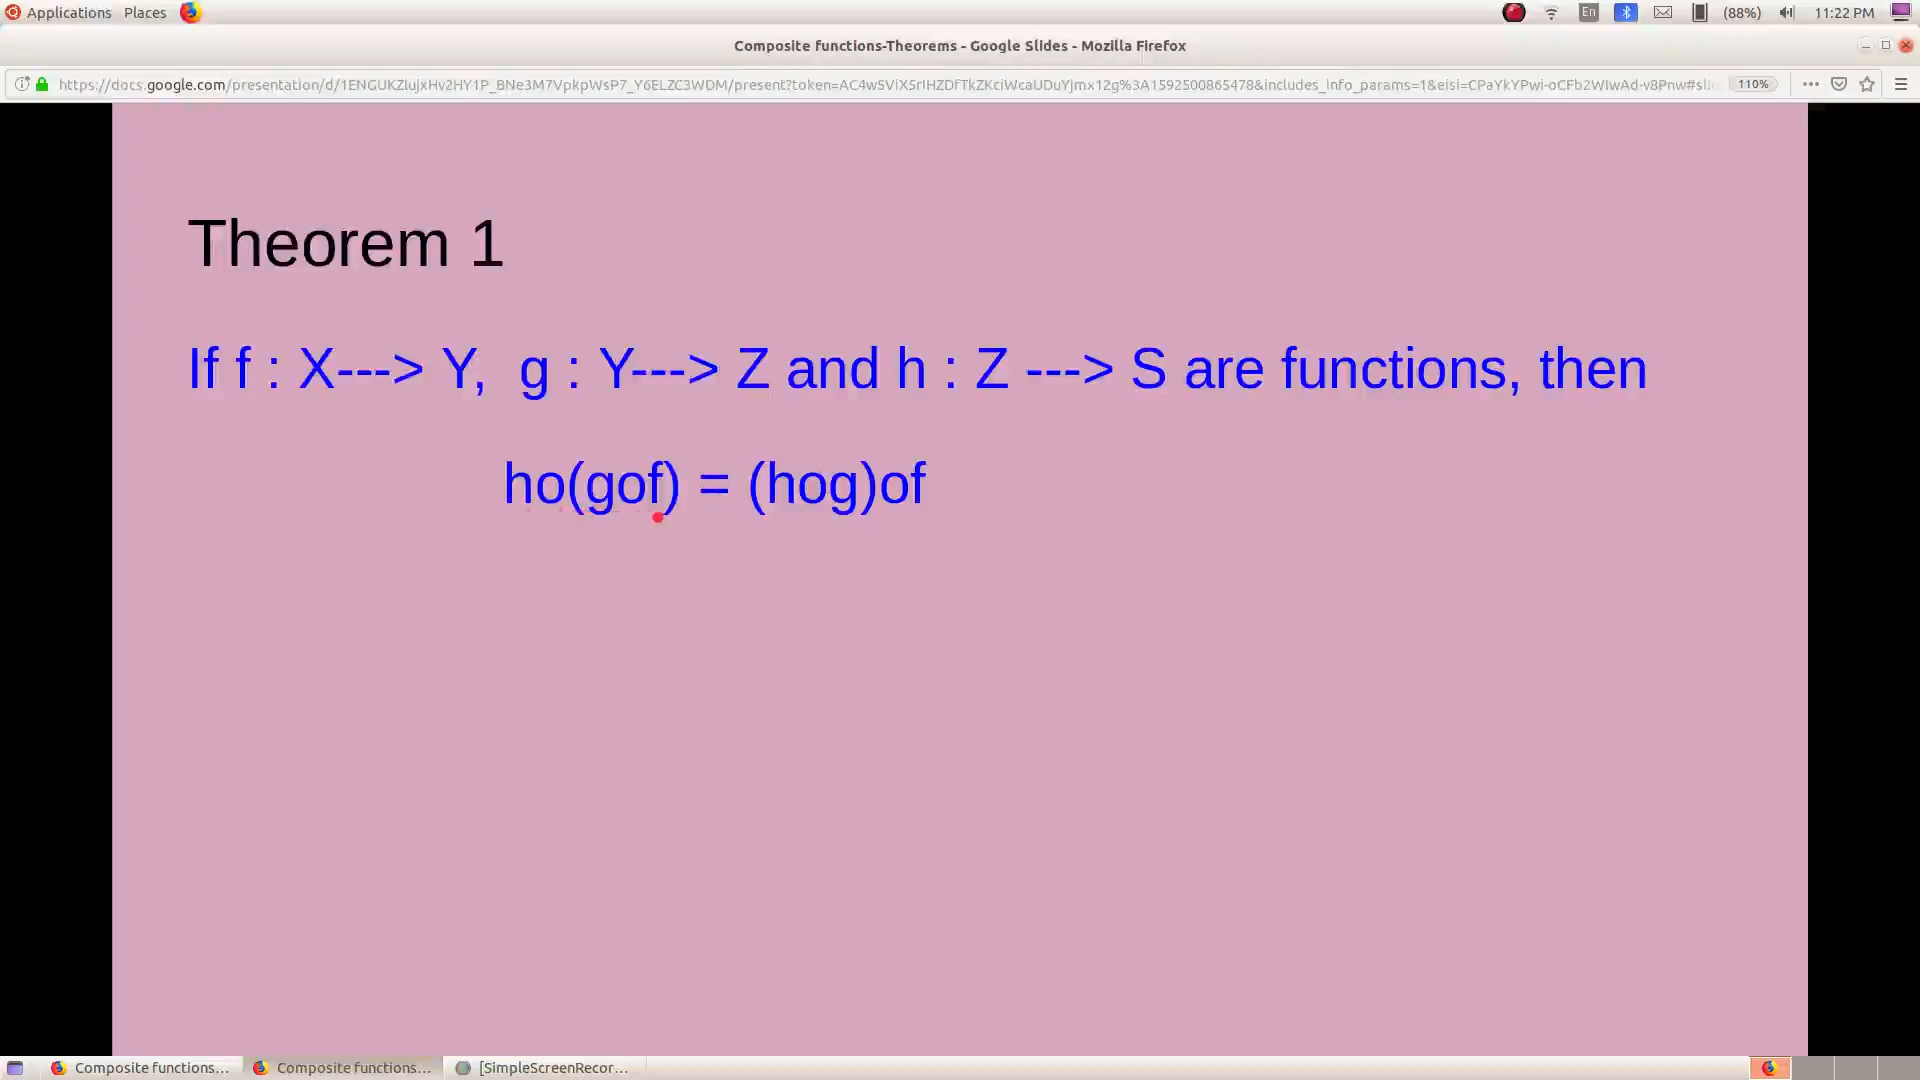 Applications Places En (88%) 11:22 PM
Composite functions-Theorems - Google Slides - Mozilla Firefox
110%
Theorem 1
If f : X---> Y, g : Y---> Z and h : Z ---> S are functions, then
ho(gof) = (hog)of
Composite functions... Composite functions... [SimpleScreenRecor...